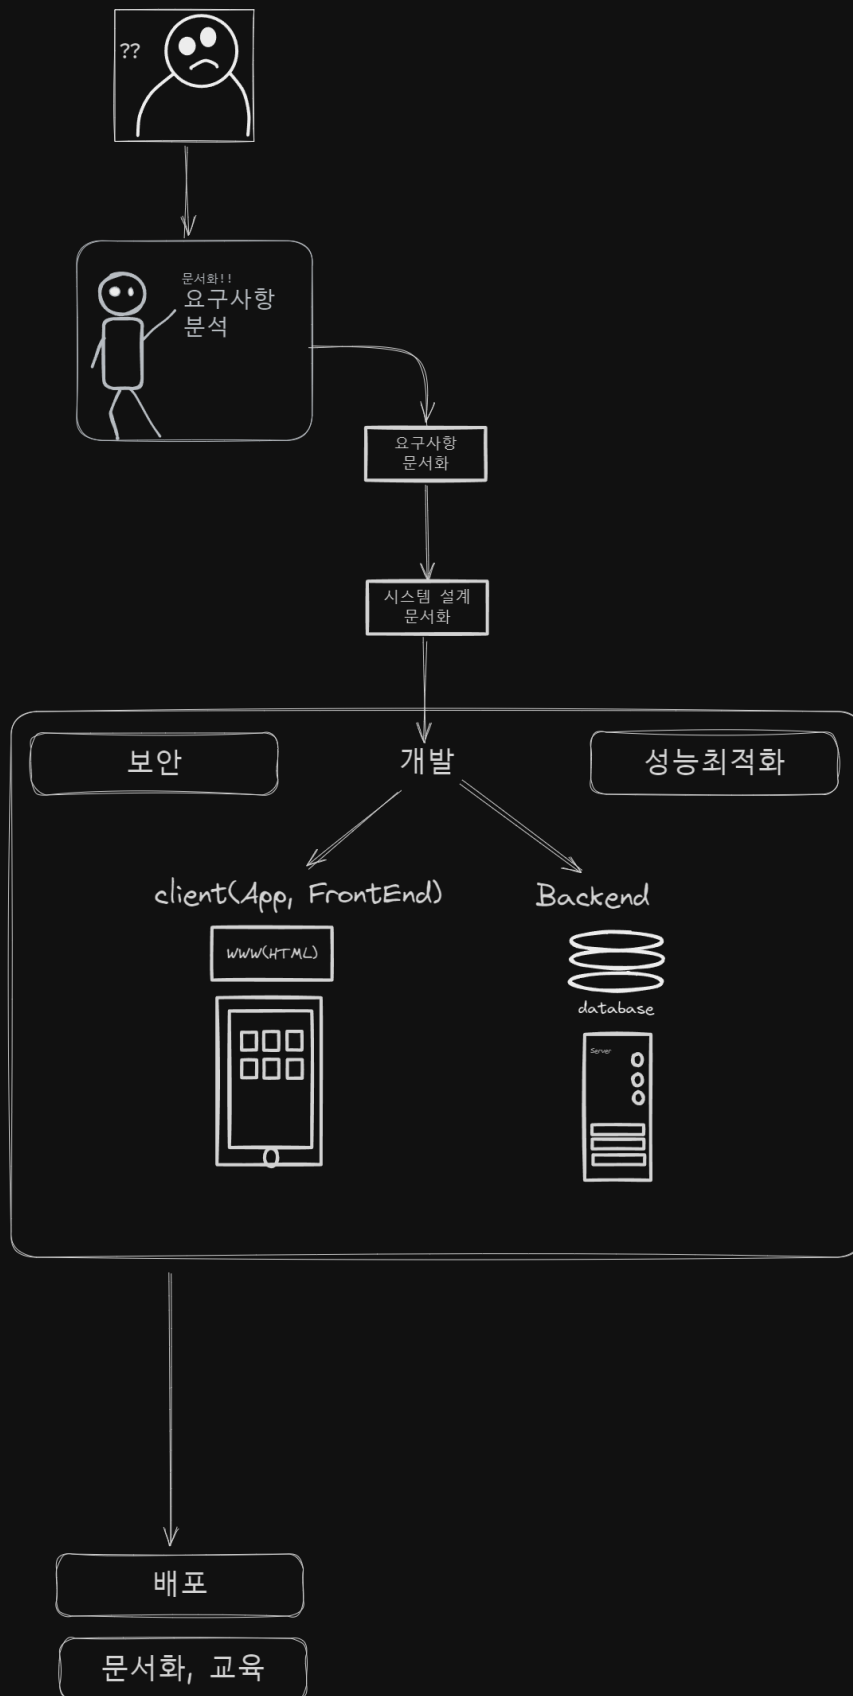 ??
문서화!!
요구사항
분석
요구사항
문서화
시스템 설계
문서화
보안
개발
성능최적화
client(App, FrontEnd)
Backend
WWW(HTML)
database
Server
배포
문서화, 교육